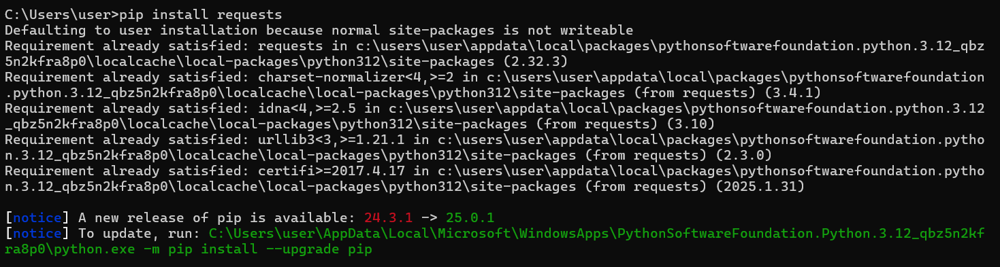 C:\Users\user>pip install requests
Defaulting to user installation because normal site-packages is not writeable
Requirement already satisfied: requests in c:\users\user\appdata\local\packages\pythonsoftwarefoundation.python.3.12_qbz
5n2kfra8p0\localcache\local-packages\python312\site-packages (2.32.3)
Requirement already satisfied: charset-normalizer<4,>=2 in c:\users\user\appdata\local\packages\pythonsoftwarefoundation
.python.3.12_qbz5n2kfra8p0\localcache\local-packages\python312\site-packages (from requests) (3.4.1)
Requirement already satisfied: idna<4,>=2.5 in c:\users\user\appdata\local\packages\pythonsoftwarefoundation.python.3.12
_qbz5n2kfra8p0\localcache\local-packages\python312\site-packages (from requests) (3.10)
Requirement already satisfied: urllib3<3,>=1.21.1 in c:\users\user\appdata\local\packages\pythonsoftwarefoundation.pytho
n.3.12_qbz5n2kfra8p0\localcache\local-packages\python312\site-packages (from requests) (2.3.0)
Requirement already satisfied: certifi>=2017.4.17 in c:\users\user\appdata\local\packages\pythonsoftwarefoundation.pytho
n.3.12_qbz5n2kfra8p0\localcache\local-packages\python312\site-packages (from requests) (2025.1.31)
[notice] A new release of pip is available: 24.3.1 -> 25.0.1
[notice] To update, run: C:\Users\user\AppData\Local\Microsoft\WindowsApps\PythonSoftwareFoundation.Python.3.12_qbz5n2kf
ra8p0\python.exe -m pip install --upgrade pip